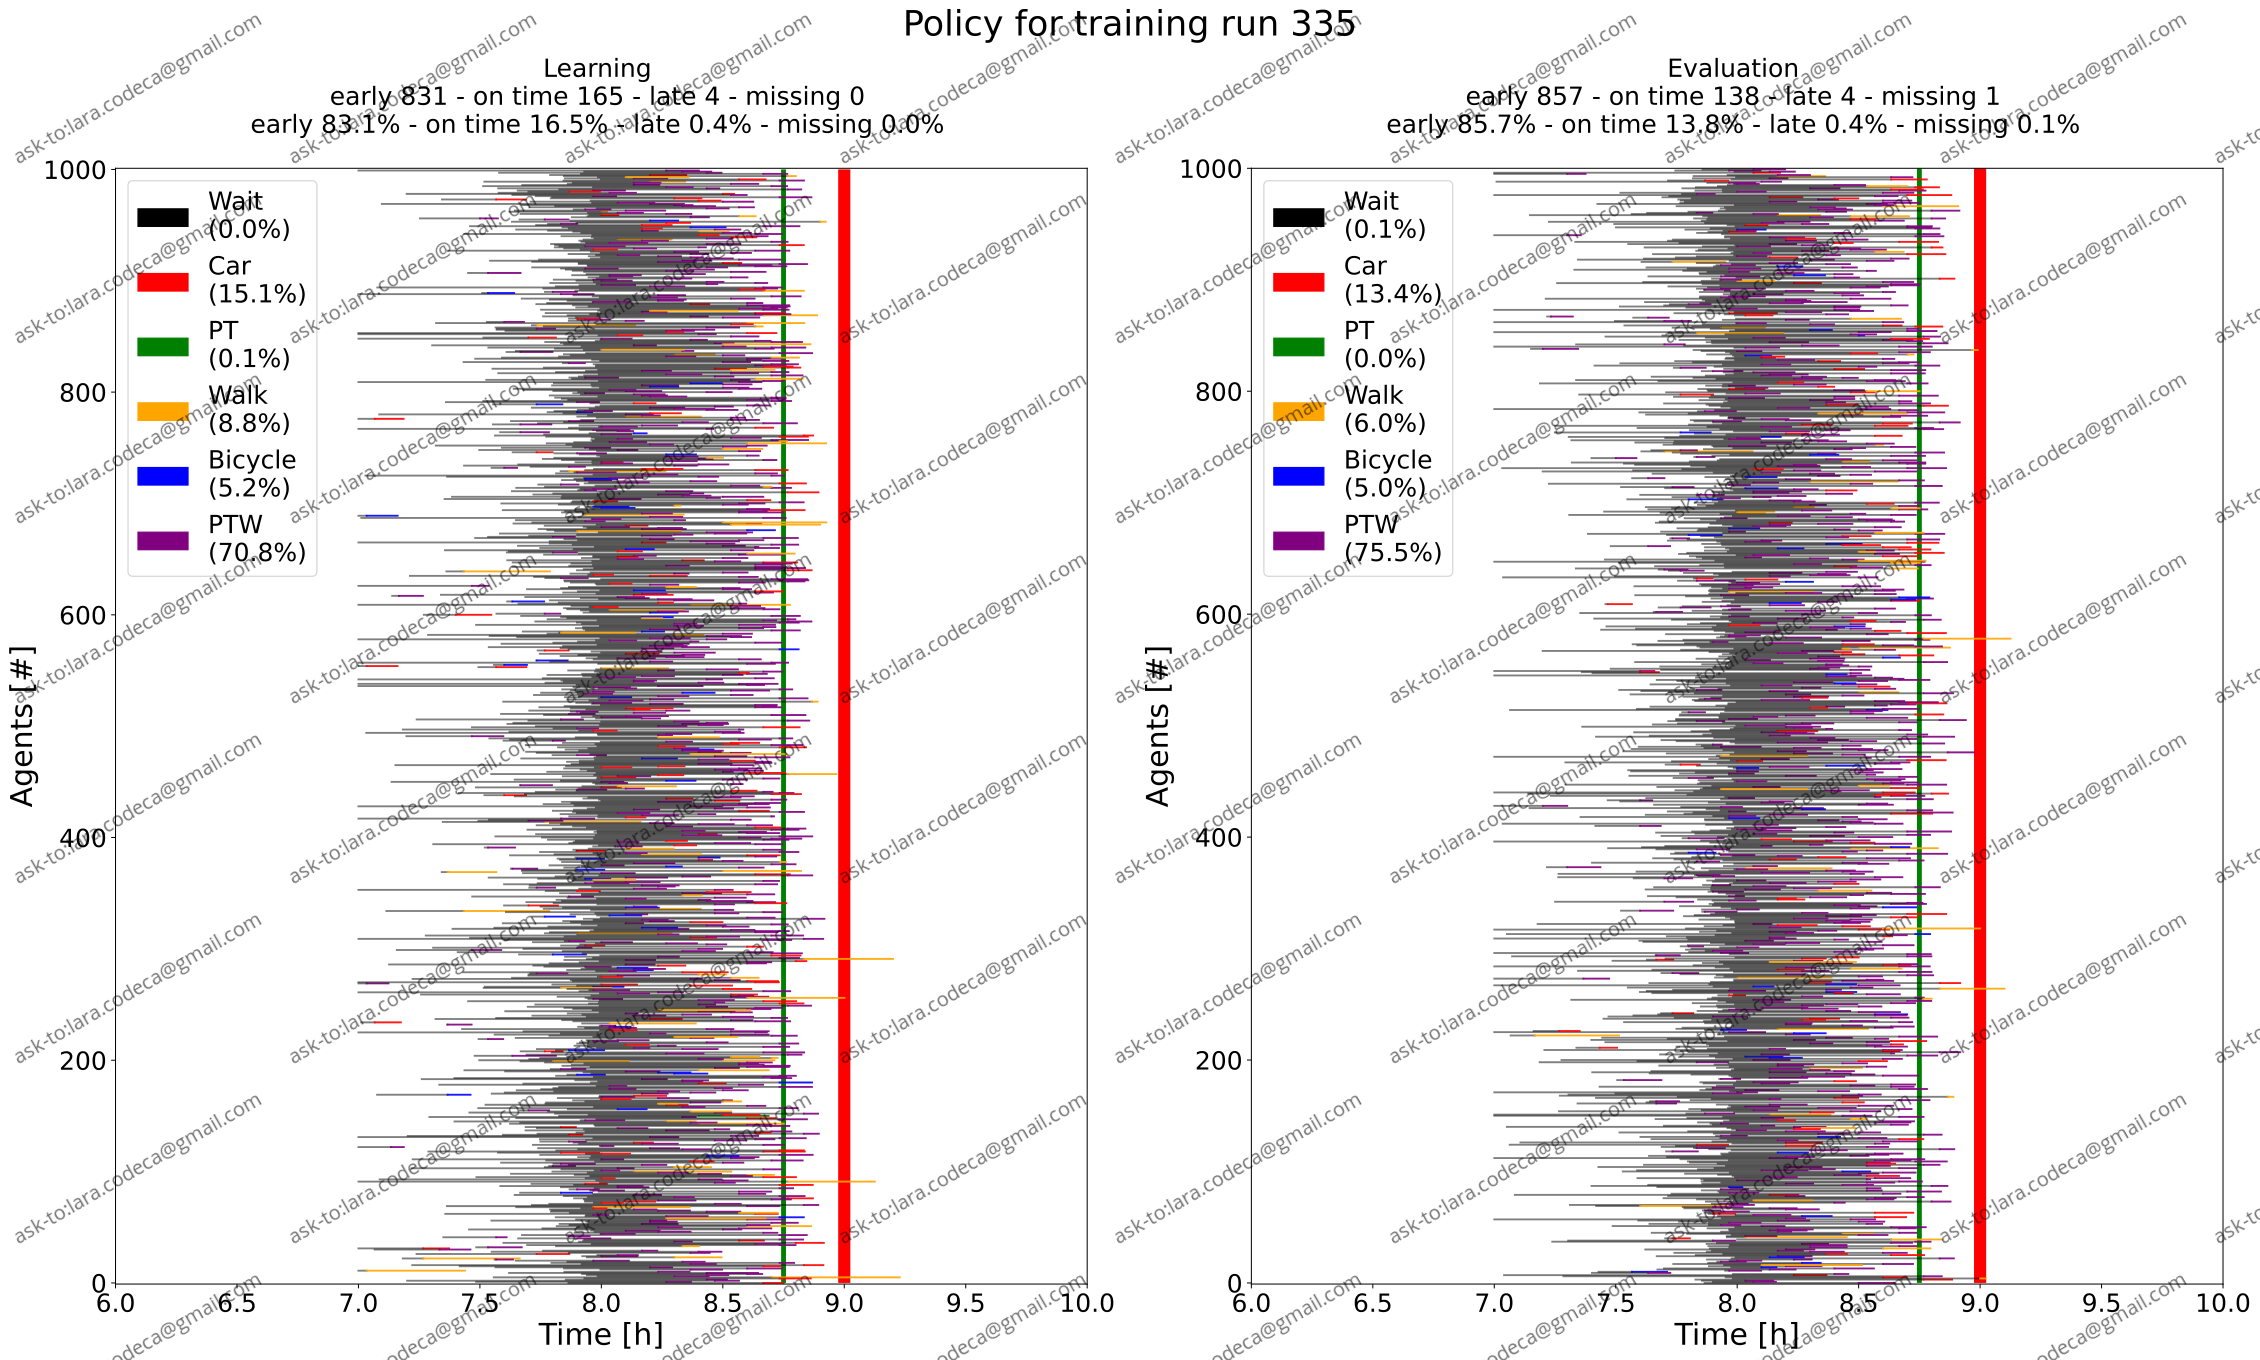 Policy for training run 335
Learning
early 831 - on time 165 - late 4 - missing 0
early 83.1% - on time 16.5% - late 0.4% - missing 0.0%
1000
800
600
400
200
0
Agents [#]
Wait
(0.0%)
Car
(15.1%)
PT
(0.1%)
Walk
(8.8%)
Bicycle
(5.2%)
PTW
(70.8%)
6.0 6.5 7.0 7.5 8.0 8.5 9.0 9.5 10.0
Time [h]
Evaluation
early 857 - on time 138 - late 4 - missing 1
early 85.7% - on time 13.8% - late 0.4% - missing 0.1%
1000
800
600
400
200
0
Agents [#]
Wait
(0.1%)
Car
(13.4%)
PT
(0.0%)
Walk
(6.0%)
Bicycle
(5.0%)
PTW
(75.5%)
6.0 6.5 7.0 7.5 8.0 8.5 9.0 9.5 10.0
Time [h]
ask-to:lara.codeca@gmail.com